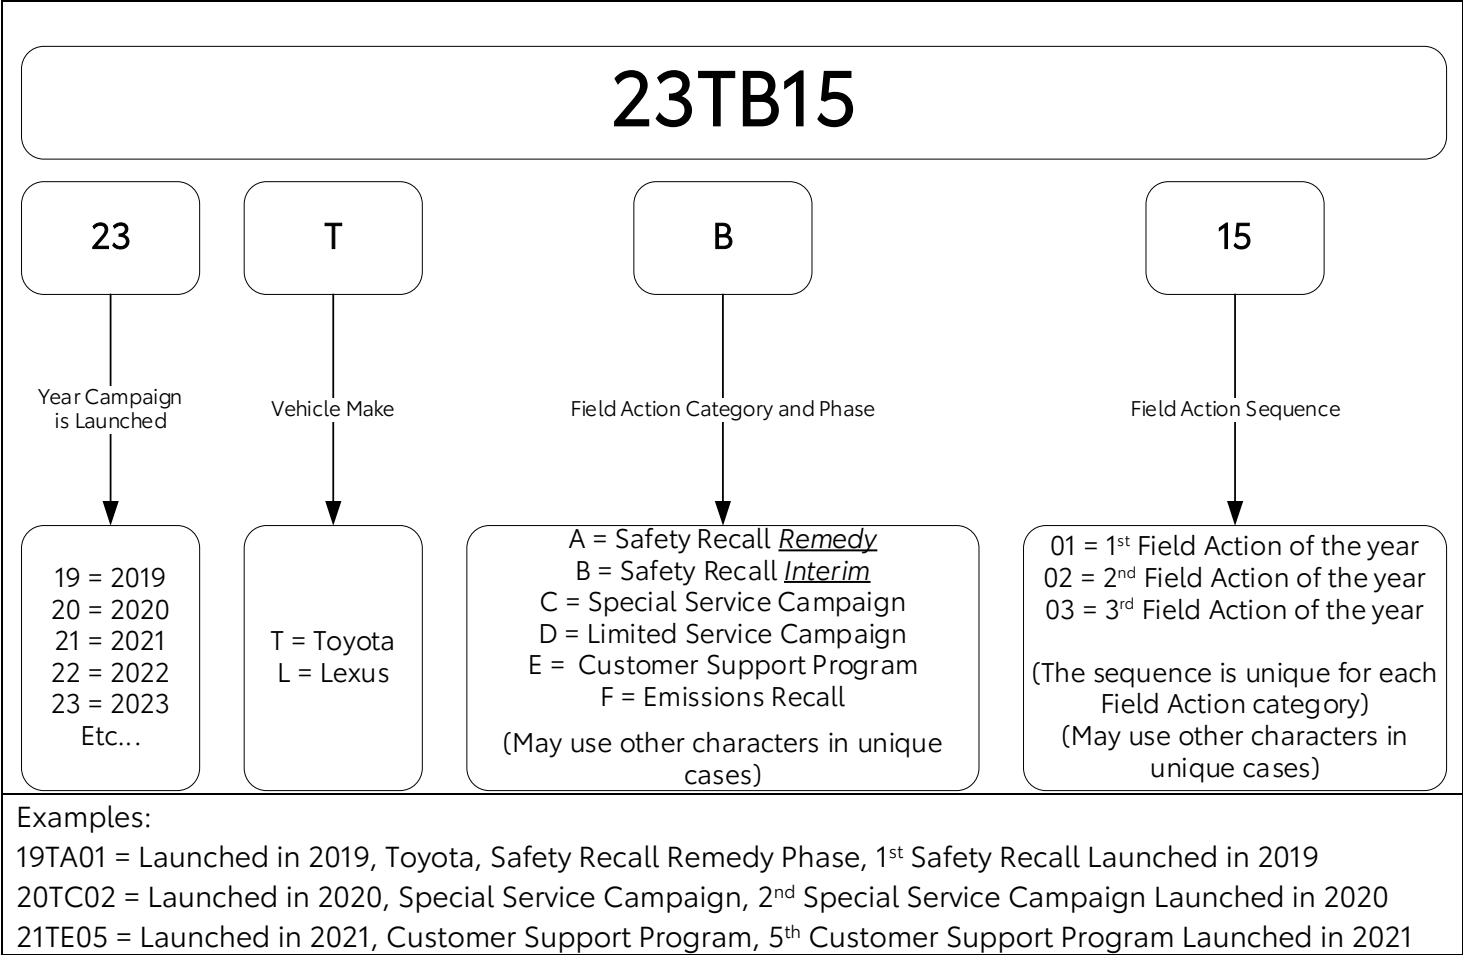 23TB15
23
T
B
15
Year Campaign
is Launched
Vehicle Make
Field Action Category and Phase
Field Action Sequence
19 = 2019
20 = 2020
21 = 2021
22 = 2022
23 = 2023
Etc...
T = Toyota
L = Lexus
A = Safety Recall Remedy
B = Safety Recall Interim
C = Special Service Campaign
D = Limited Service Campaign
E =  Customer Support Program
F = Emissions Recall
(May use other characters in unique
cases)
01 = 1st Field Action of the year
02 = 2nd Field Action of the year
03 = 3rd Field Action of the year
(The sequence is unique for each
Field Action category)
(May use other characters in
unique cases)
Examples:
19TA01 = Launched in 2019, Toyota, Safety Recall Remedy Phase, 1st Safety Recall Launched in 2019
20TC02 = Launched in 2020, Special Service Campaign, 2nd Special Service Campaign Launched in 2020
21TE05 = Launched in 2021, Customer Support Program, 5th Customer Support Program Launched in 2021